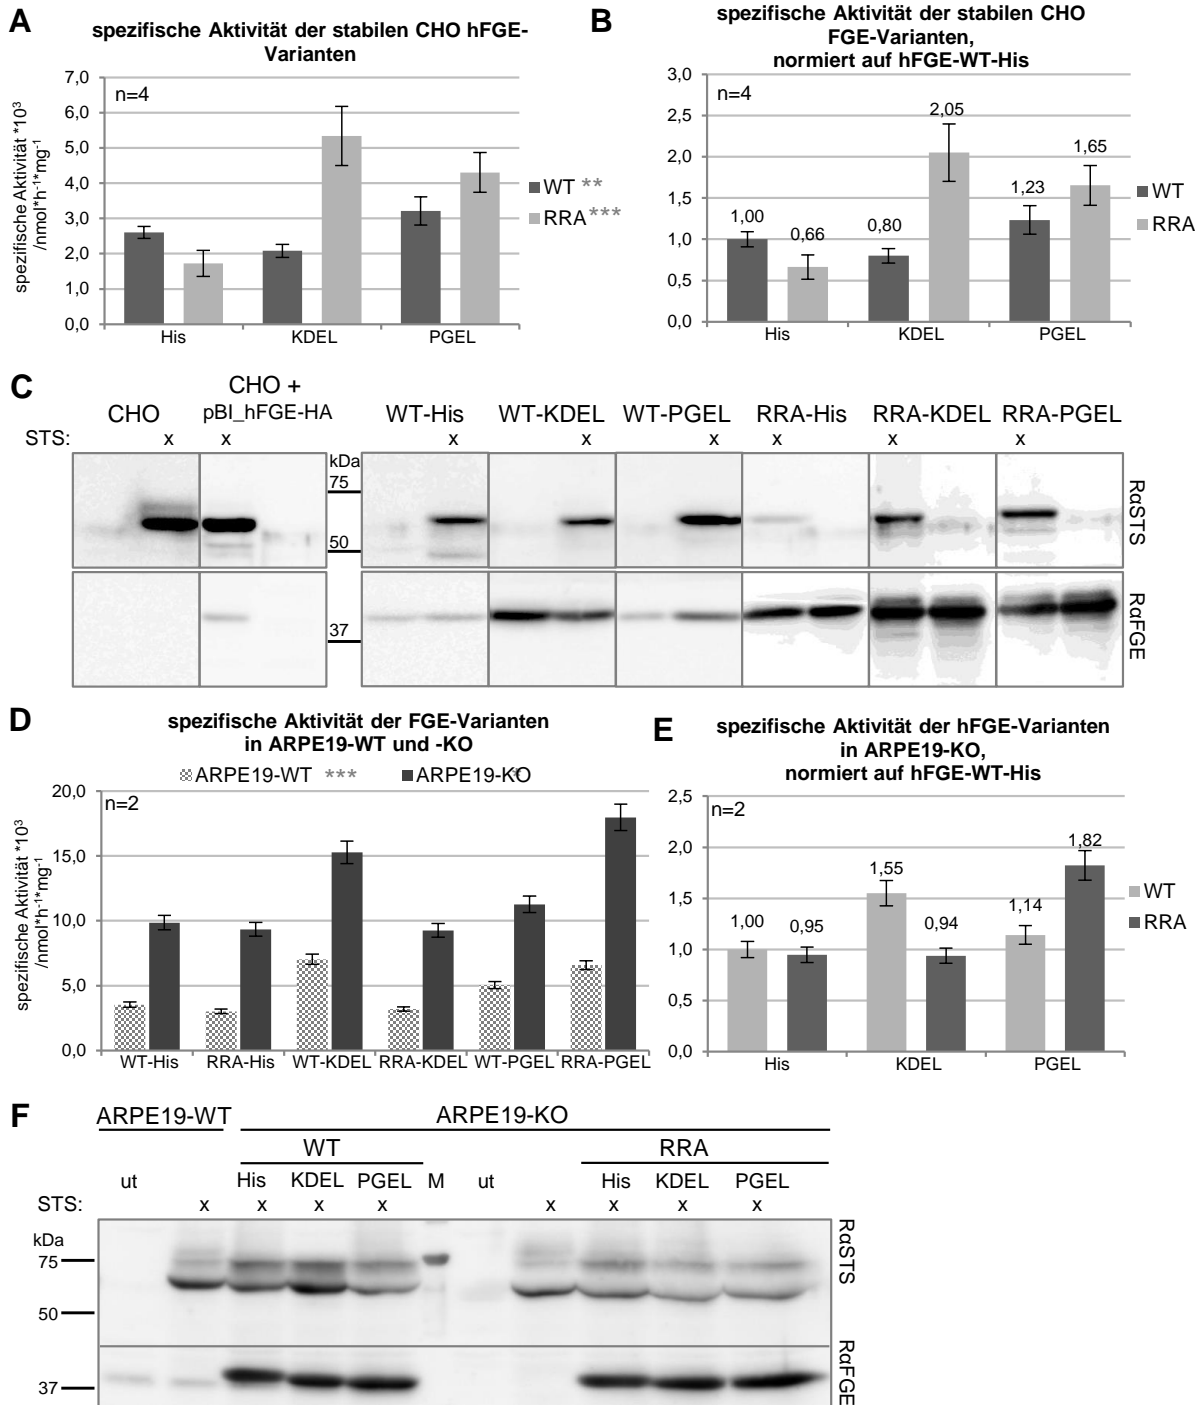 A
spezifische Aktivität der stabilen CHO hFGE-
Varianten
spezifische Aktivität *10³
/nmol*h⁻¹*mg⁻¹
7,0
6,0
5,0
4,0
3,0
2,0
1,0
0,0
n=4
His
KDEL
PGEL
WT **
RRA***
B
spezifische Aktivität der stabilen CHO
FGE-Varianten,
normiert auf hFGE-WT-His
3,0
2,5
2,0
1,5
1,0
0,5
0,0
n=4
1,00
0,66
0,80
2,05
1,23
1,65
His
KDEL
PGEL
WT
RRA
C
CHO
CHO +
pBI_hFGE-HA
WT-His
WT-KDEL
WT-PGEL
RRA-His
RRA-KDEL
RRA-PGEL
STS:
x x x x x x x x
kDa
75
50
37
RαSTS
RαFGE
D
spezifische Aktivität der FGE-Varianten
in ARPE19-WT und -KO
ARPE19-WT ***
ARPE19-KO *
spezifische Aktivität *10³
/nmol*h⁻¹*mg⁻¹
20,0
15,0
10,0
5,0
0,0
n=2
WT-His
RRA-His
WT-KDEL
RRA-KDEL
WT-PGEL
RRA-PGEL
E
spezifische Aktivität der hFGE-Varianten
in ARPE19-KO,
normiert auf hFGE-WT-His
2,5
2,0
1,5
1,0
0,5
0,0
n=2
1,00
0,95
1,55
0,94
1,14
1,82
His
KDEL
PGEL
WT
RRA
F
ARPE19-WT
ARPE19-KO
WT
RRA
ut His KDEL PGEL M ut His KDEL PGEL
STS: x x x x x x x x
kDa
75
50
37
RαSTS
RαFGE